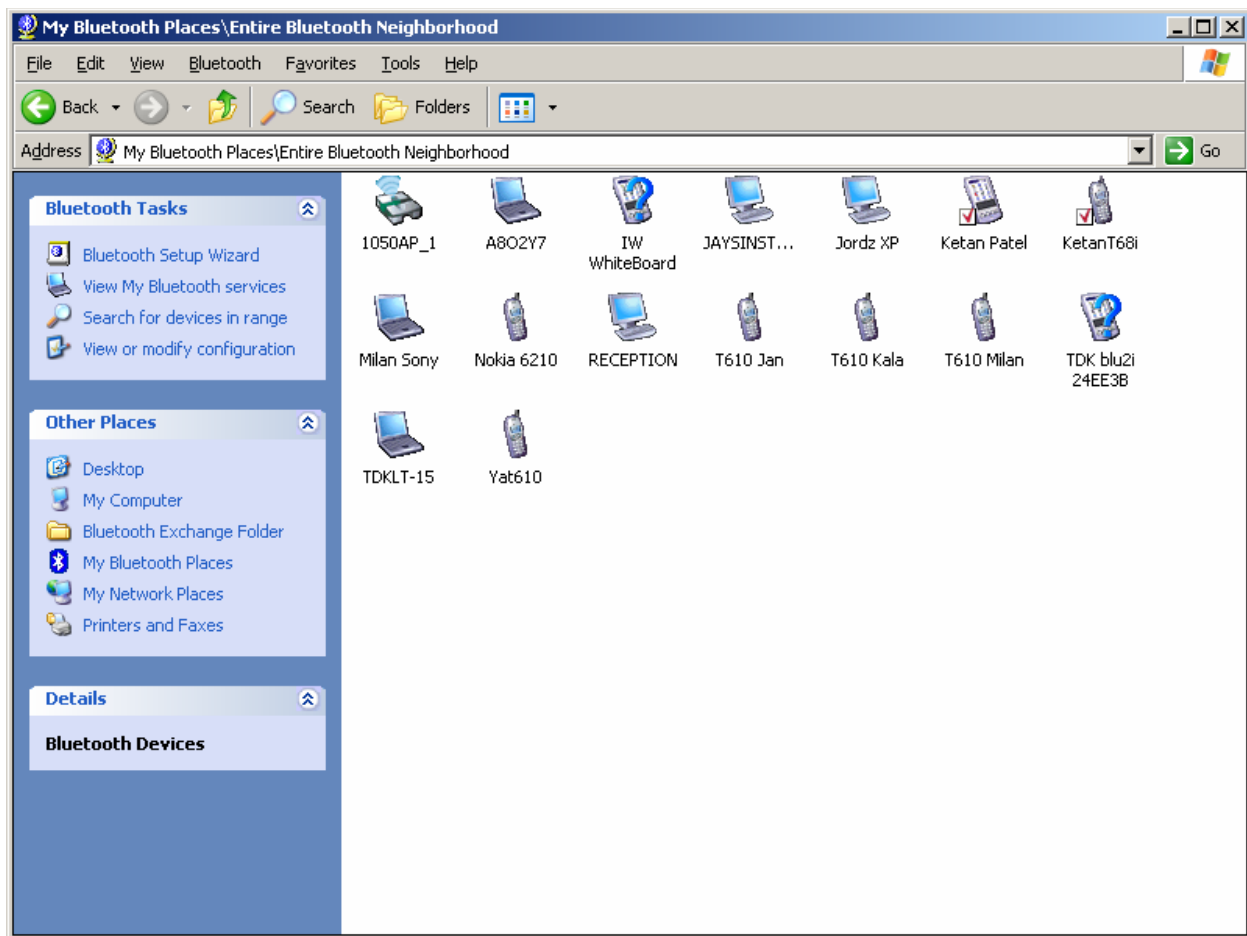 My Bluetooth Places\Entire Bluetooth Neighborhood
File Edit View Bluetooth Favorites Tools Help
Back Search Folders
Address My Bluetooth Places\Entire Bluetooth Neighborhood Go
Bluetooth Tasks
Bluetooth Setup Wizard
View My Bluetooth services
Search for devices in range
View or modify configuration
Other Places
Desktop
My Computer
Bluetooth Exchange Folder
My Bluetooth Places
My Network Places
Printers and Faxes
Details
Bluetooth Devices
1050AP_1 A8O2Y7 IW JAYSINST... Jordz XP Ketan Patel KetanT68i
WhiteBoard
Milan Sony Nokia 6210 RECEPTION T610 Jan T610 Kala T610 Milan TDK blu2i
24EE3B
TDKLT-15 Yat610